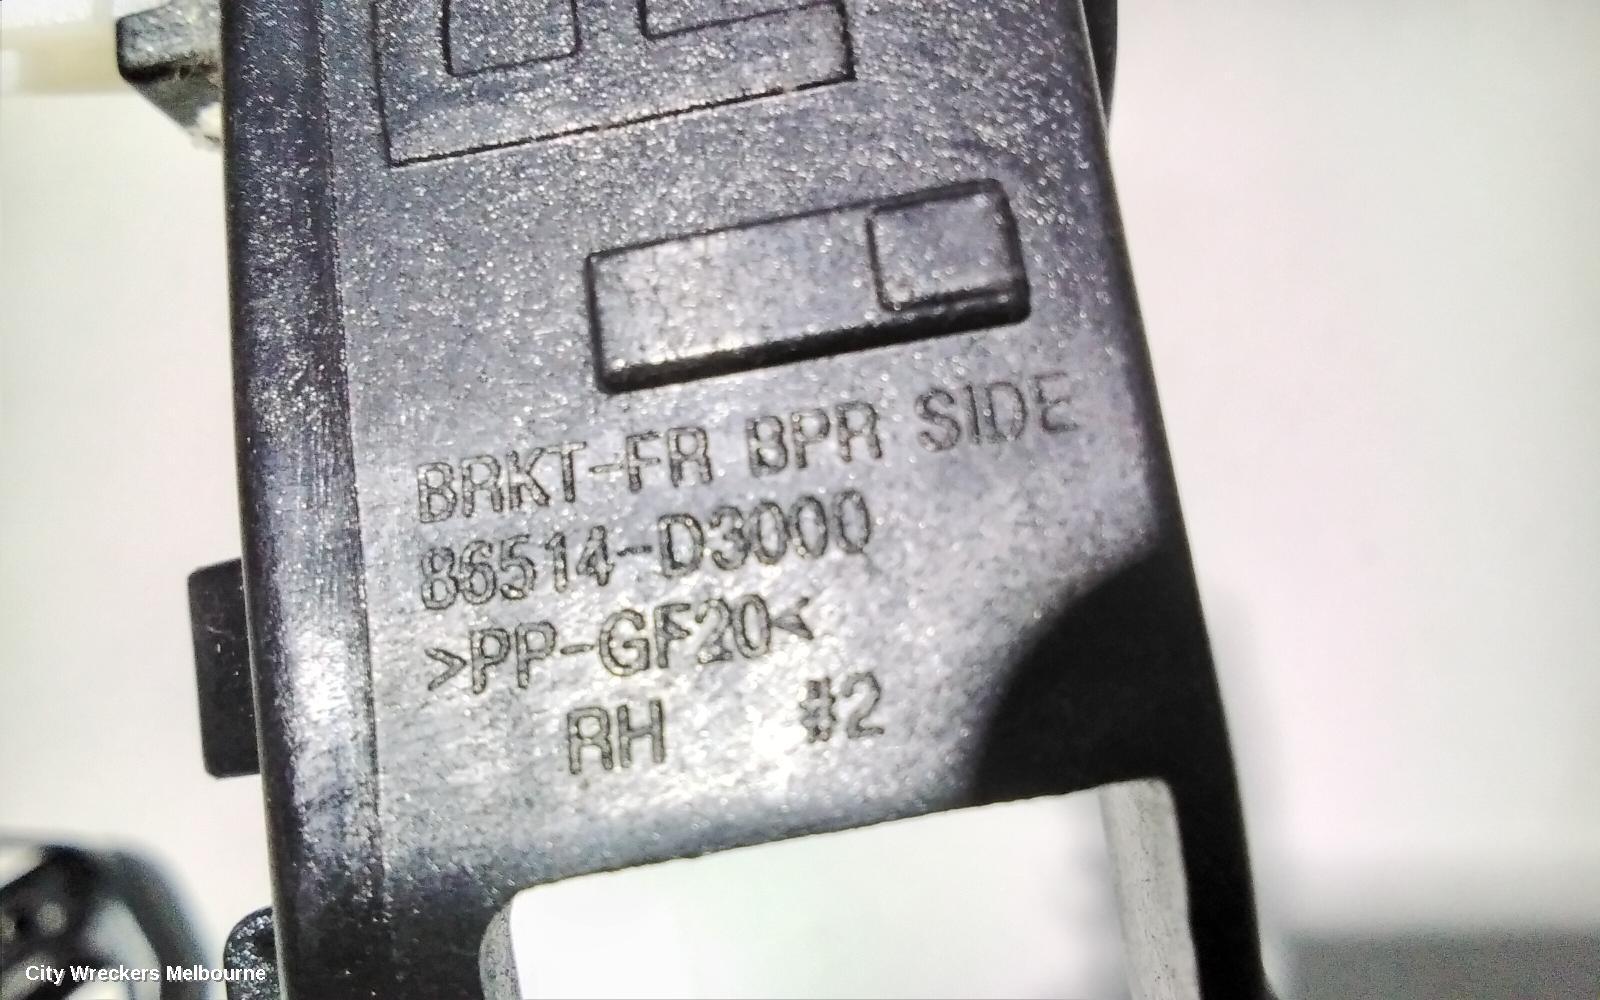 BRKT-FR BPR SIDE
86514-D3000
>PP-GF20<
RH #2
City Wreckers Melbourne